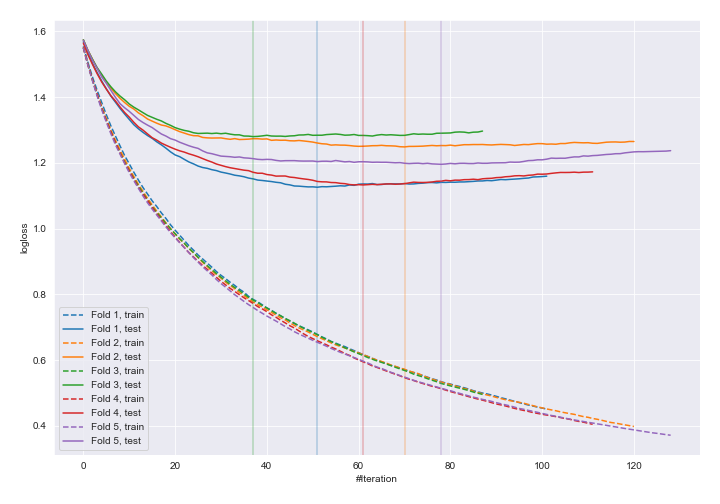 1.6
1.4
1.2
1.0
0.8
0.6
0.4
logloss
Fold 1, train
Fold 1, test
Fold 2, train
Fold 2, test
Fold 3, train
Fold 3, test
Fold 4, train
Fold 4, test
Fold 5, train
Fold 5, test
0 20 40 60 80 100 120
#Iteration